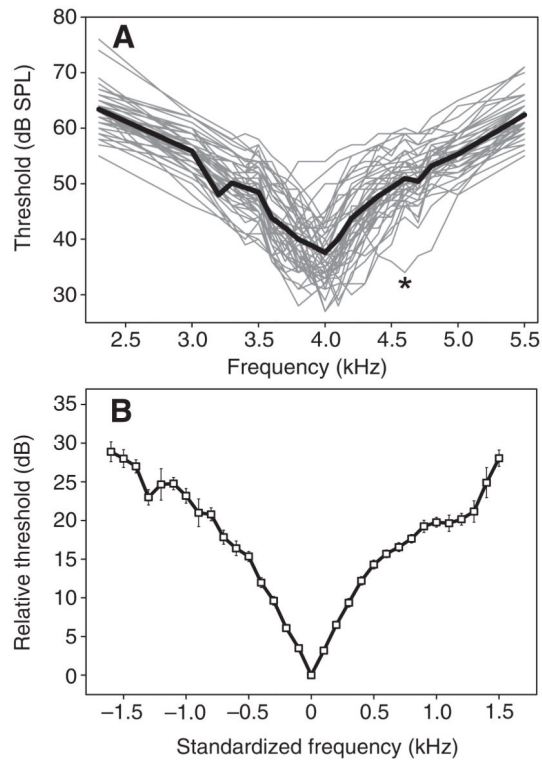 A
80
70
60
50
40
30
Threshold (dB SPL)
*
2.5 3.0 3.5 4.0 4.5 5.0 5.5
Frequency (kHz)
B
35
30
25
20
15
10
5
0
Relative threshold (dB)
−1.5 −1.0 −0.5 0 0.5 1.0 1.5
Standardized frequency (kHz)